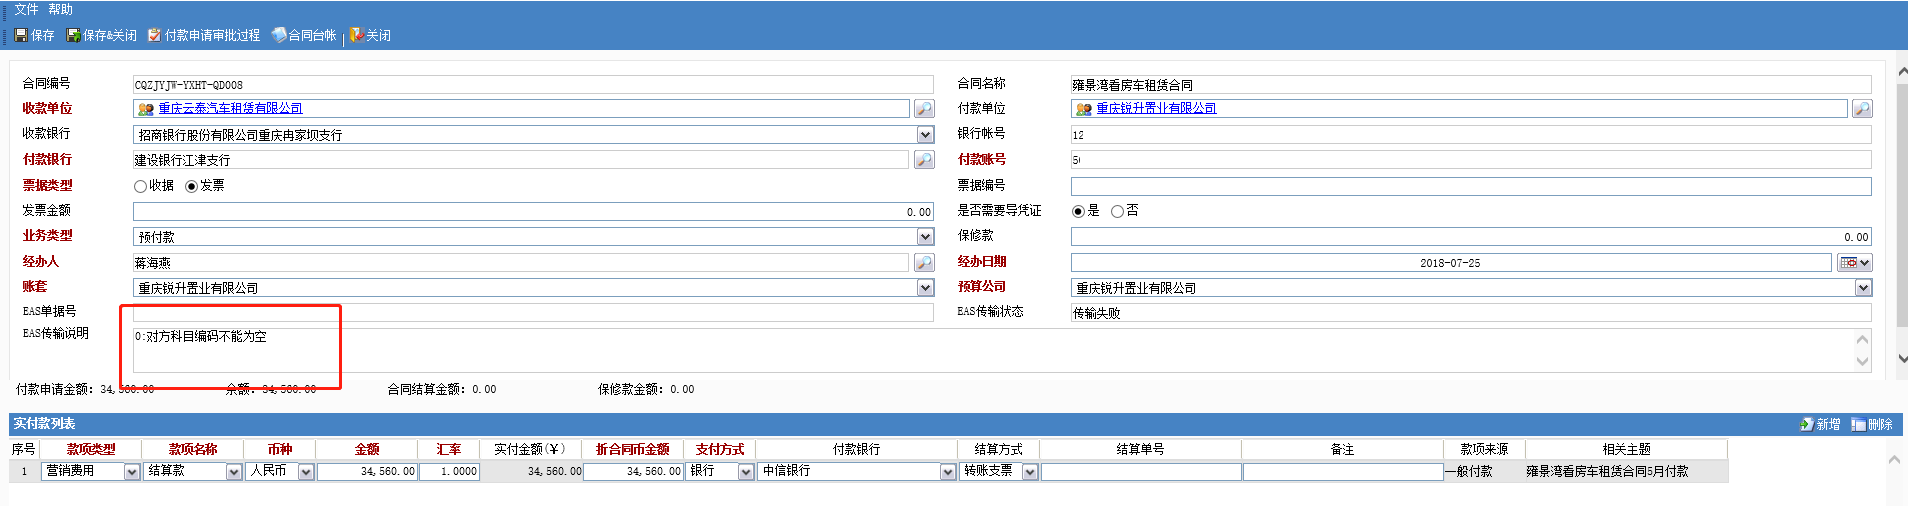 文件 帮助
保存 保存&关闭 付款申请审批过程 合同台帐 关闭
合同编号 CQZJYJW-YXHT-QD008 合同名称 雍景湾看房车租赁合同
收款单位 重庆云泰汽车租赁有限公司 付款单位 重庆锐升置业有限公司
收款银行 招商银行股份有限公司重庆冉家坝支行 银行帐号 12
付款银行 建设银行江津支行 付款账号 50
票据类型 收据 发票 票据编号
发票金额 0.00 是否需要导凭证 是 否
业务类型 预付款 保修款 0.00
经办人 蒋海燕 经办日期 2018-07-25
账套 重庆锐升置业有限公司 预算公司 重庆锐升置业有限公司
EAS单据号 EAS传输状态 传输失败
EAS传输说明 0:对方科目编码不能为空
付款申请金额: 34,560.00 余额: 34,560.00 合同结算金额: 0.00 保修款金额: 0.00
实付款列表 新增 删除
序号 款项类型 款项名称 币种 金额 汇率 实付金额(￥) 折合同币金额 支付方式 付款银行 结算方式 结算单号 备注 款项来源 相关主题
1 营销费用 结算款 人民币 34,560.00 1.0000 34,560.00 34,560.00 银行 中信银行 转账支票 一般付款 雍景湾看房车租赁合同5月付款